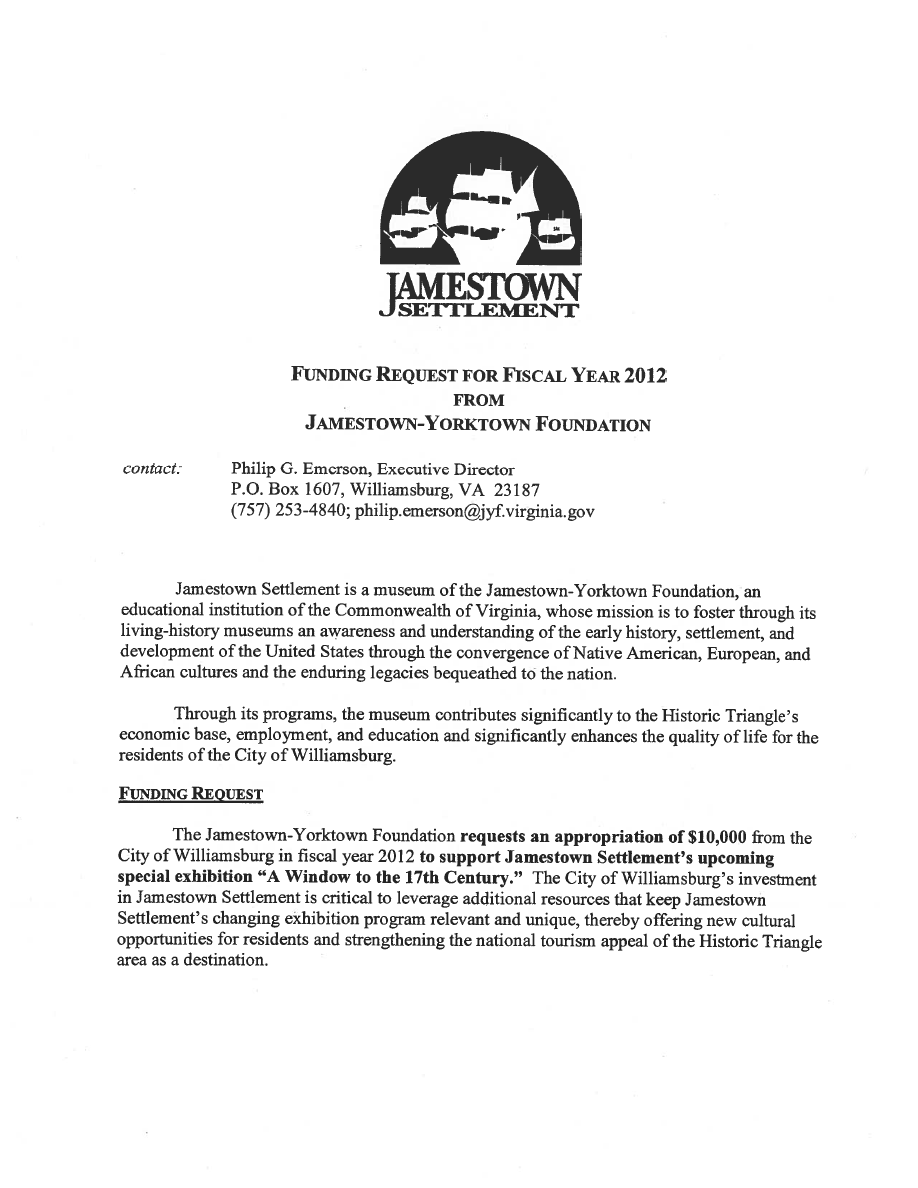 JAMESTOWN
SETTLEMENT
FUNDING REQUEST FOR FISCAL YEAR 2012
FROM
JAMESTOWN-YORKTOWN FOUNDATION
contact: Philip G. Emerson, Executive Director
P.O. Box 1607, Williamsburg, VA 23187
(757) 253-4840; philip.emerson@jyf.virginia.gov
Jamestown Settlement is a museum of the Jamestown-Yorktown Foundation, an
educational institution of the Commonwealth of Virginia, whose mission is to foster through its
living-history museums an awareness and understanding of the early history, settlement, and
development of the United States through the convergence of Native American, European, and
African cultures and the enduring legacies bequeathed to the nation.
Through its programs, the museum contributes significantly to the Historic Triangle's
economic base, employment, and education and significantly enhances the quality of life for the
residents of the City of Williamsburg.
FUNDING REQUEST
The Jamestown-Yorktown Foundation requests an appropriation of $10,000 from the
City of Williamsburg in fiscal year 2012 to support Jamestown Settlement's upcoming
special exhibition "A Window to the 17th Century." The City of Williamsburg's investment
in Jamestown Settlement is critical to leverage additional resources that keep Jamestown
Settlement's changing exhibition program relevant and unique, thereby offering new cultural
opportunities for residents and strengthening the national tourism appeal of the Historic Triangle
area as a destination.